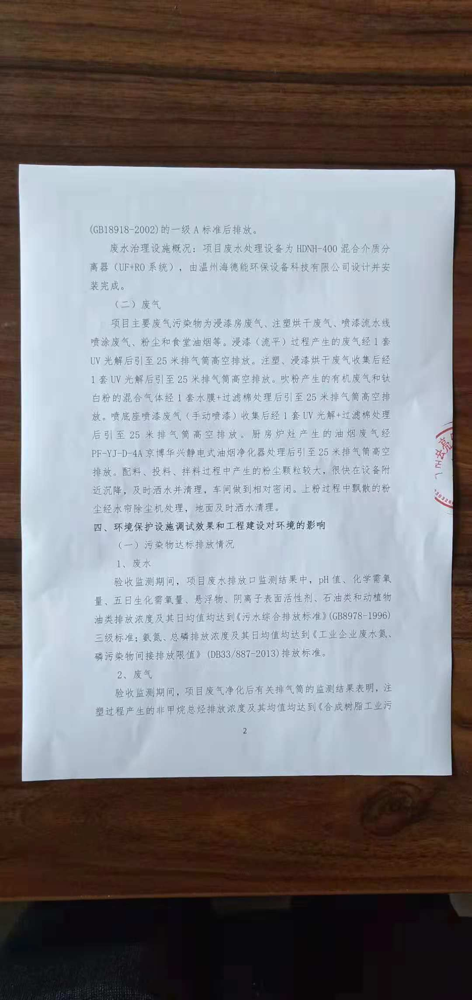 (GB18918-2002)的一级 A 标准后排放。
废水治理设施概况：项目废水处理设备为 HDNH-400 混合介质分
离器（UF+RO 系统），由温州海德能环保设备科技有限公司设计并安
装完成。
（二）废气
项目主要废气污染物为浸漆房废气、注塑烘干废气、喷漆流水线
喷涂废气、粉尘和食堂油烟等。浸漆（流平）过程产生的废气经 1 套
UV 光解后引至 25 米排气筒高空排放。注塑、浸漆烘干废气收集后经
1 套 UV 光解后引至 25 米排气筒高空排放。吹粉产生的有机废气和钛
白粉的混合气体经 1 套水膜+过滤棉处理后引至 25 米排气筒高空排
放。喷底座喷漆废气（手动喷漆）收集后经 1 套 UV 光解+过滤棉处理
后引至 25 米排气筒高空排放。厨房炉灶产生的油烟废气经
PF-YJ-D-4A 京博华兴静电式油烟净化器处理后引至 25 米排气筒高空
排放。配料、投料、拌料过程中产生的粉尘颗粒较大，很快在设备附
近沉降，及时洒水并清理，车间做到相对密闭。上粉过程中飘散的粉
尘经水帘除尘机处理，地面及时洒水清理。
四、环境保护设施调试效果和工程建设对环境的影响
（一）污染物达标排放情况
1、废水
验收监测期间，项目废水排放口监测结果中，pH 值、化学需氧
量、五日生化需氧量、悬浮物、阴离子表面活性剂、石油类和动植物
油类排放浓度及其日均值均达到《污水综合排放标准》(GB8978-1996)
三级标准；氨氮、总磷排放浓度及其日均值均达到《工业企业废水氮、
磷污染物间接排放限值》(DB33/887-2013)排放标准。
2、废气
验收监测期间，项目废气净化后有关排气筒的监测结果表明，注
塑过程产生的非甲烷总烃排放浓度及其均值均达到《合成树脂工业污
2